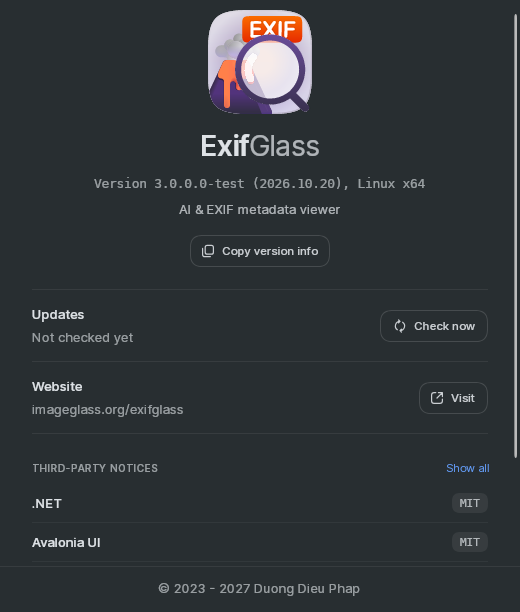 EXIF
ExifGlass
Version 3.0.0.0-test (2026.10.20), Linux x64
AI & EXIF metadata viewer
Copy version info
Updates
Not checked yet
Check now
Website
imageglass.org/exifglass
Visit
THIRD-PARTY NOTICES
Show all
.NET
MIT
Avalonia UI
MIT
© 2023 - 2027 Duong Dieu Phap